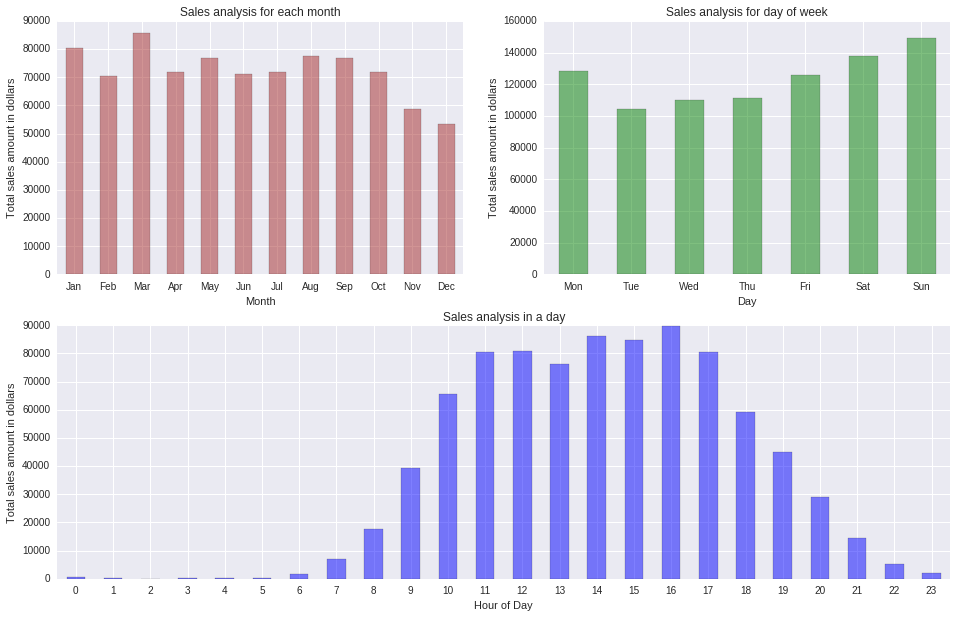 Sales analysis for each month
Total sales amount in dollars
90000
80000
70000
60000
50000
40000
30000
20000
10000
0
Jan Feb Mar Apr May Jun Jul Aug Sep Oct Nov Dec
Month
Sales analysis for day of week
Total sales amount in dollars
160000
140000
120000
100000
80000
60000
40000
20000
0
Mon Tue Wed Thu Fri Sat Sun
Day
Sales analysis in a day
Total sales amount in dollars
90000
80000
70000
60000
50000
40000
30000
20000
10000
0
0 1 2 3 4 5 6 7 8 9 10 11 12 13 14 15 16 17 18 19 20 21 22 23
Hour of Day